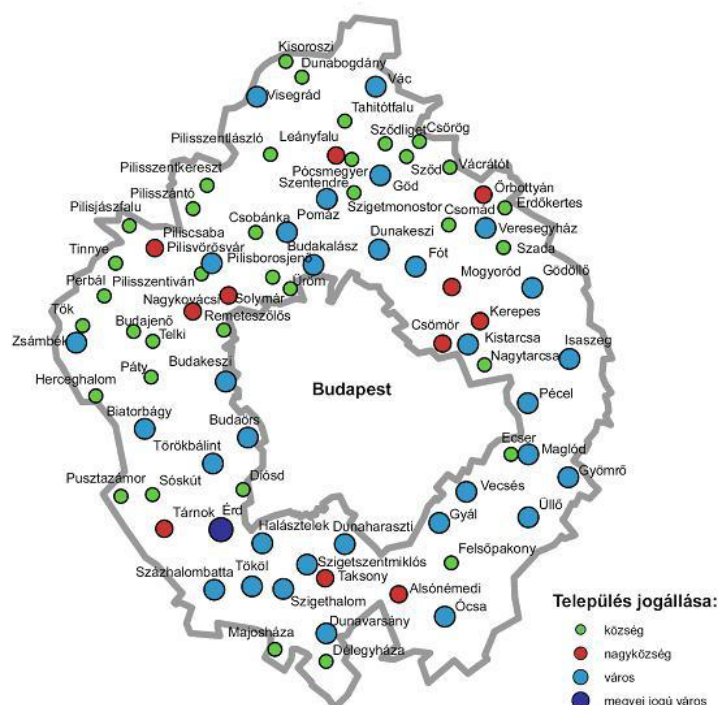 Kisoroszi
Dunabogdány
Vác
Visegrád
Tahitótfalu
Pilisszentlászló
Leányfalu
Sződliget
Csörög
Pilisszentkereszt
Pócsmegyer
Sződ
Vácrátót
Szentendre
Göd
Pilisszántó
Őrbottyán
Szigetmonostor
Csomád
Erdőkertes
Pilisjászfalu
Csobánka
Pomáz
Veresegyház
Piliscsaba
Dunakeszi
Tinnye
Pilisvörösvár
Budakalász
Fót
Szada
Pilisborosjenő
Perbál
Pilisszentiván
Mogyoród
Gödöllő
Üröm
Nagykovácsi
Solymár
Tök
Remeteszőlős
Kerepes
Budajenő
Csömör
Telki
Zsámbék
Kistarcsa
Isaszeg
Nagytarcsa
Páty
Budakeszi
Herceghalom
Budapest
Pécel
Biatorbágy
Budaörs
Törökbálint
Ecser
Maglód
Pusztazámor
Sóskút
Diósd
Gyömrő
Vecsés
Tárnok
Érd
Üllő
Gyál
Halásztelek
Dunaharaszti
Felsőpakony
Százhalombatta
Tököl
Szigetszentmiklós
Taksony
Alsónémedi
Szigethalom
Ócsa
Település jogállása:
Dunavarsány
község
Majosháza
Délegyháza
nagyközség
város
megyei jogú város